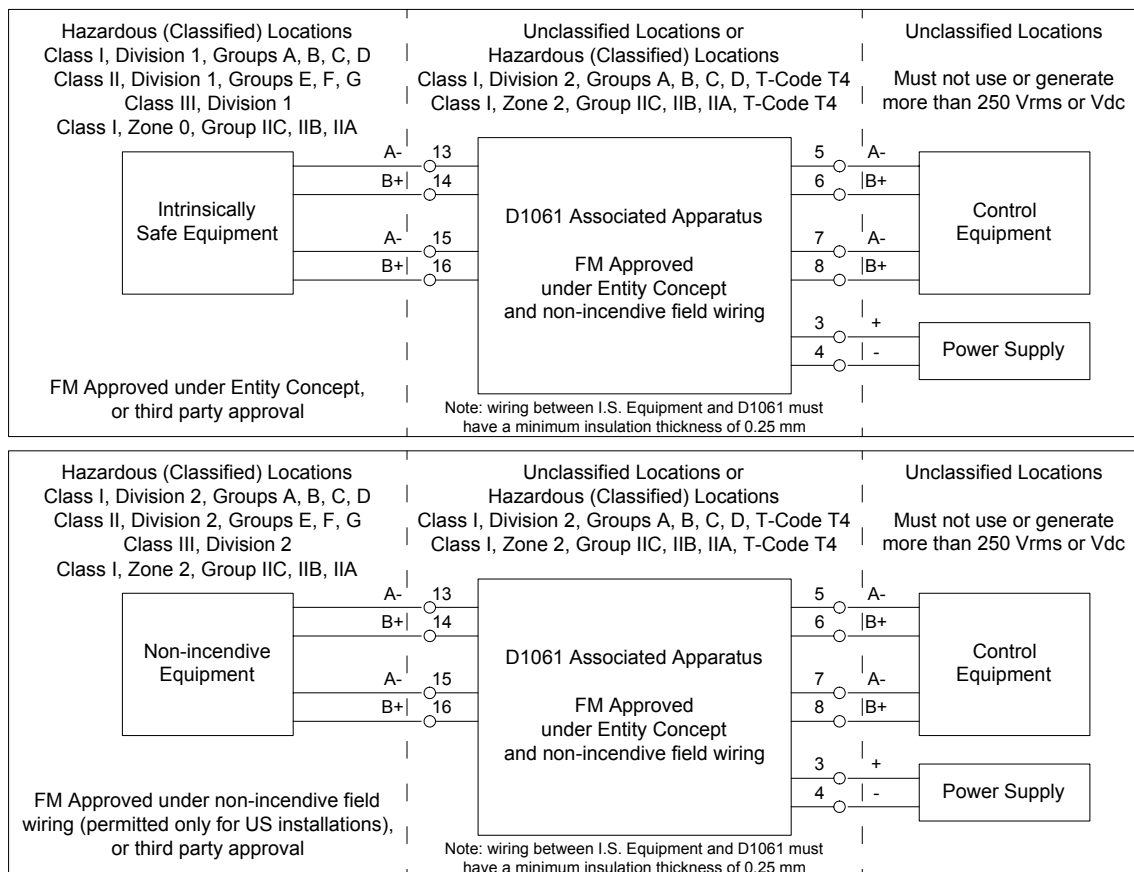 Hazardous (Classified) Locations
Class I, Division 1, Groups A, B, C, D
Class II, Division 1, Groups E, F, G
Class III, Division 1
Class I, Zone 0, Group IIC, IIB, IIA
Unclassified Locations or
Hazardous (Classified) Locations
Class I, Division 2, Groups A, B, C, D, T-Code T4
Class I, Zone 2, Group IIC, IIB, IIA, T-Code T4
Unclassified Locations
Must not use or generate
more than 250 Vrms or Vdc
A- 13
B+ 14
A- 15
B+ 16
Intrinsically
Safe Equipment
D1061 Associated Apparatus
FM Approved
under Entity Concept
and non-incendive field wiring
5 A-
6 B+
7 A-
8 B+
3 +
4 -
Control
Equipment
Power Supply
FM Approved under Entity Concept,
or third party approval
Note: wiring between I.S. Equipment and D1061 must
have a minimum insulation thickness of 0.25 mm
Hazardous (Classified) Locations
Class I, Division 2, Groups A, B, C, D
Class II, Division 2, Groups E, F, G
Class III, Division 2
Class I, Zone 2, Group IIC, IIB, IIA
Unclassified Locations or
Hazardous (Classified) Locations
Class I, Division 2, Groups A, B, C, D, T-Code T4
Class I, Zone 2, Group IIC, IIB, IIA, T-Code T4
Unclassified Locations
Must not use or generate
more than 250 Vrms or Vdc
A- 13
B+ 14
A- 15
B+ 16
Non-incendive
Equipment
D1061 Associated Apparatus
FM Approved
under Entity Concept
and non-incendive field wiring
5 A-
6 B+
7 A-
8 B+
3 +
4 -
Control
Equipment
Power Supply
FM Approved under non-incendive field
wiring (permitted only for US installations),
or third party approval
Note: wiring between I.S. Equipment and D1061 must
have a minimum insulation thickness of 0.25 mm